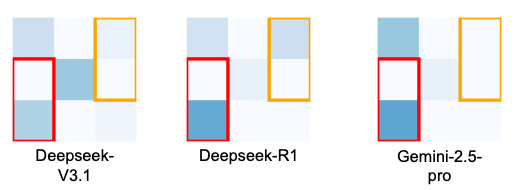 Deepseek-
V3.1
Deepseek-R1
Gemini-2.5-
pro